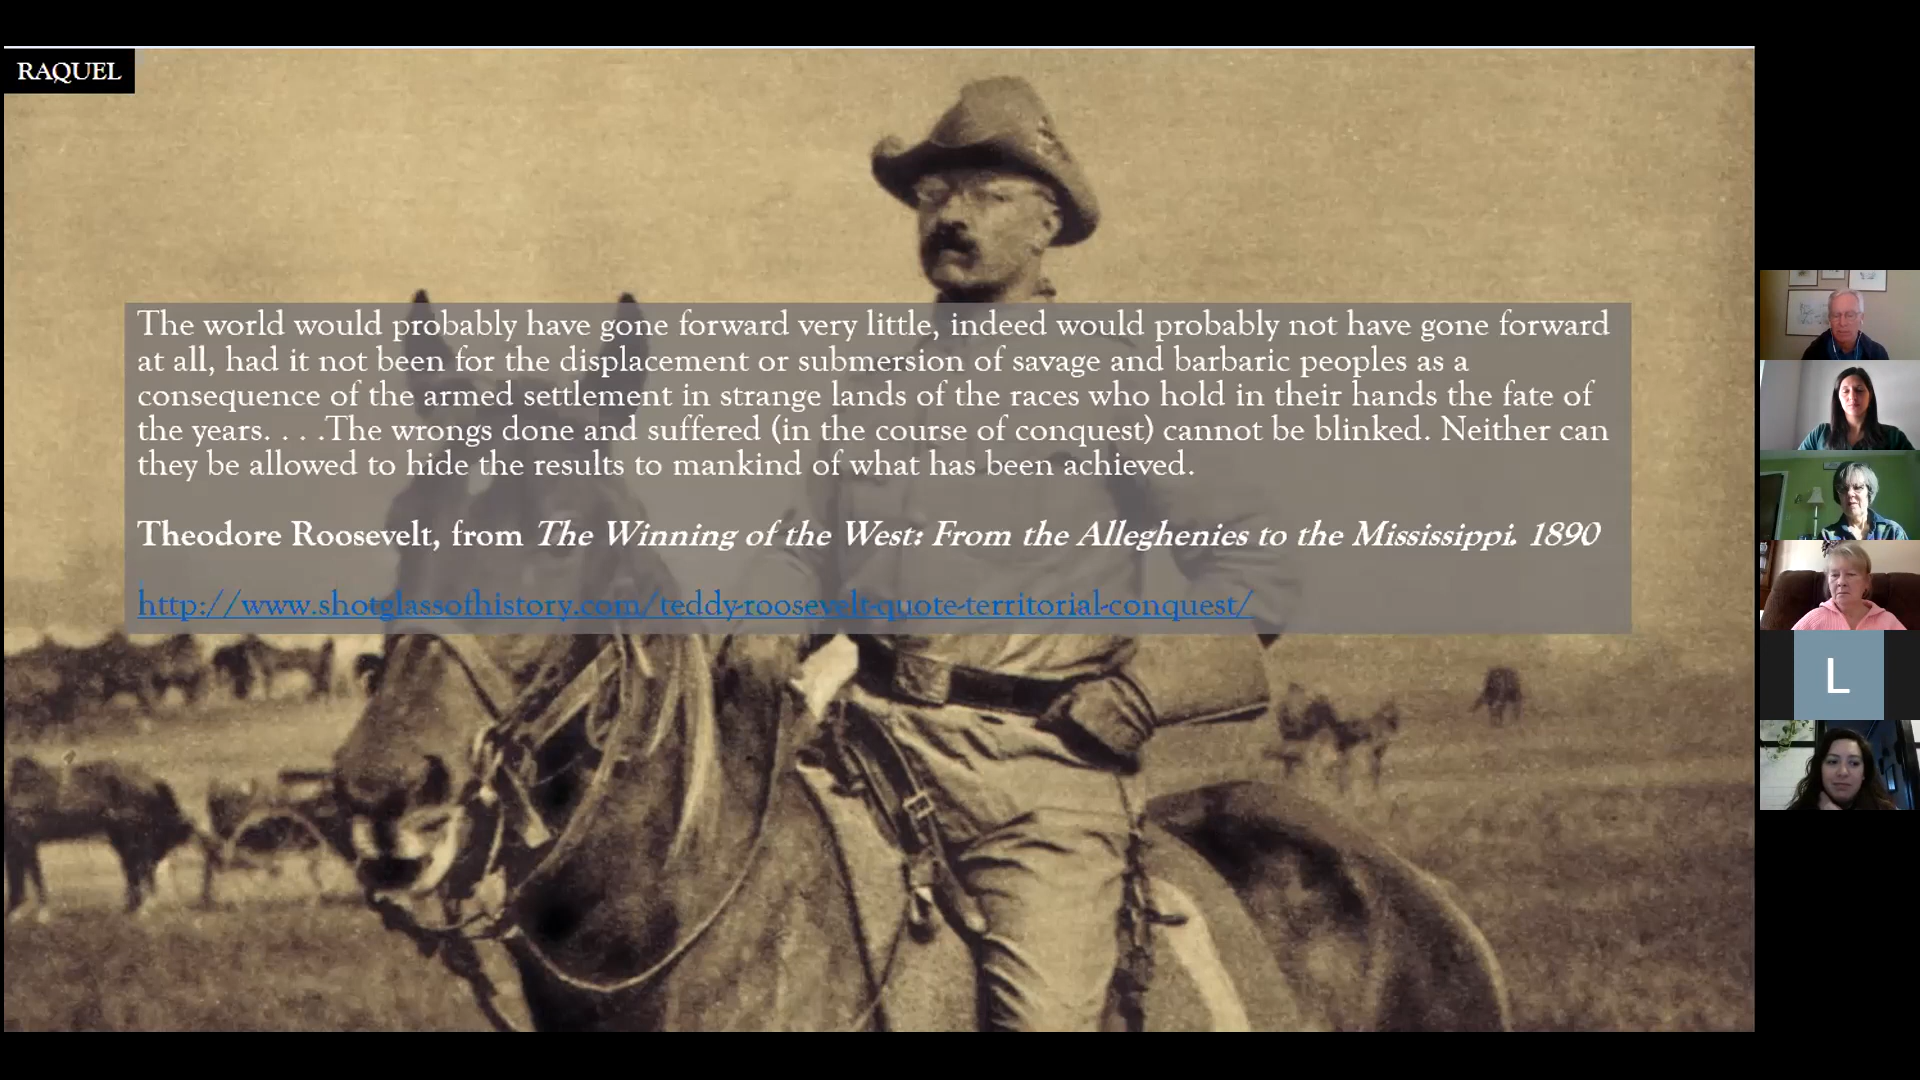 RAQUEL
The world would probably have gone forward very little, indeed would probably not have gone forward
at all, had it not been for the displacement or submersion of savage and barbaric peoples as a
consequence of the armed settlement in strange lands of the races who hold in their hands the fate of
the years. . . .The wrongs done and suffered (in the course of conquest) cannot be blinked. Neither can
they be allowed to hide the results to mankind of what has been achieved.
Theodore Roosevelt, from The Winning of the West: From the Alleghenies to the Mississippi. 1890
http://www.shotglassofhistory.com/teddy-roosevelt-quote-territorial-conquest/
L